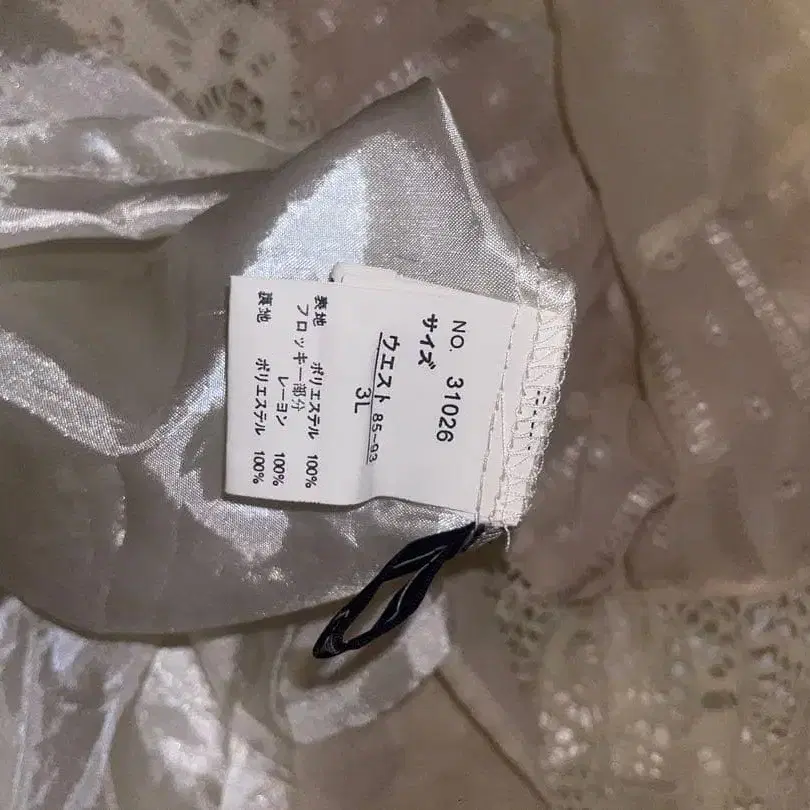 NO. 31026
サイズ
ウエスト 85~93
3L
表地 ポリエステル 100%
フロッキー部分
レーヨン 100%
裏地 ポリエステル 100%